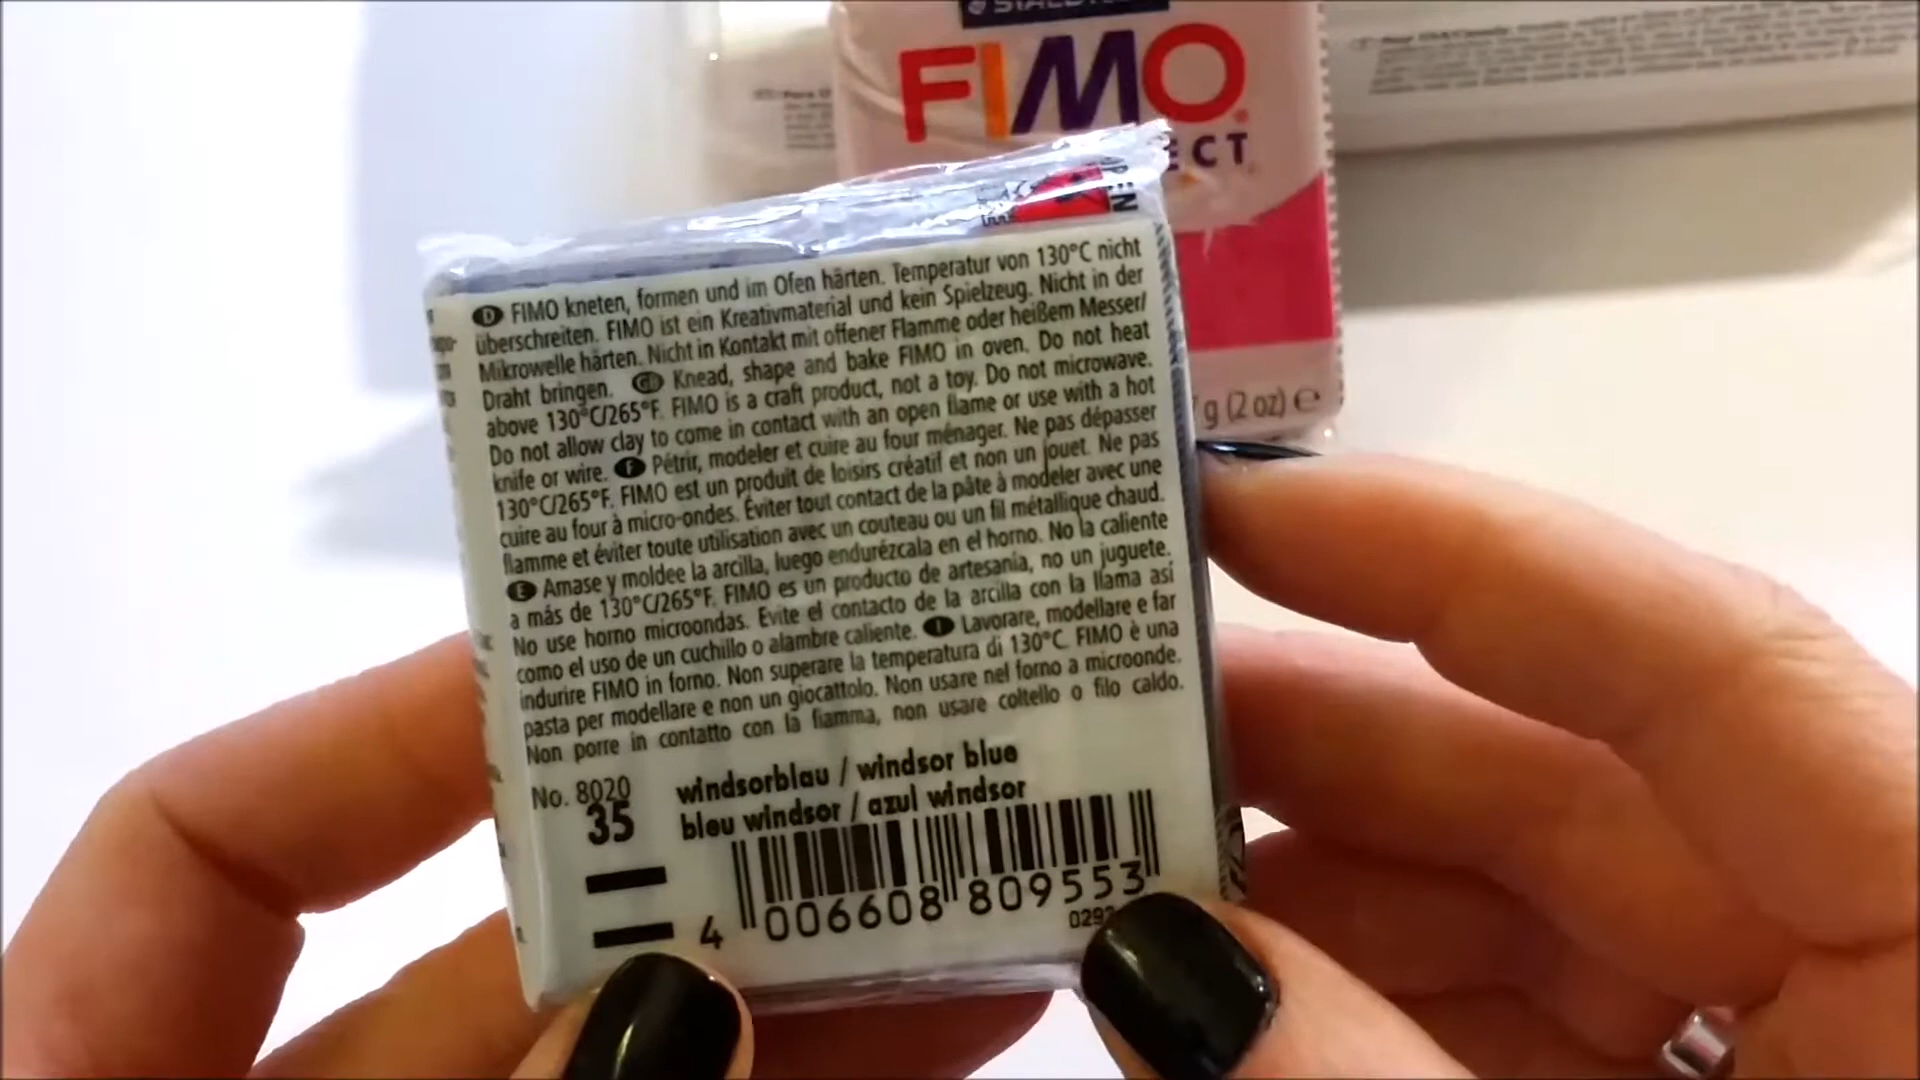 FIMO
ECT
g (2 oz) e
OPEN
D FIMO kneten, formen und im Ofen härten. Temperatur von 130°C nicht
überschreiten. FIMO ist ein Kreativmaterial und kein Spielzeug. Nicht in der
Mikrowelle härten. Nicht in Kontakt mit offener Flamme oder heißem Messer/
Draht bringen. GB Knead, shape and bake FIMO in oven. Do not heat
above 130°C/265°F. FIMO is a craft product, not a toy. Do not microwave.
Do not allow clay to come in contact with an open flame or use with a hot
knife or wire. F Pétrir, modeler et cuire au four ménager. Ne pas dépasser
130°C/265°F. FIMO est un produit de loisirs créatif et non un jouet. Ne pas
cuire au four à micro-ondes. Éviter tout contact de la pâte à modeler avec une
flamme et éviter toute utilisation avec un couteau ou un fil métallique chaud.
E Amase y moldee la arcilla, luego endurézcala en el horno. No la caliente
a más de 130°C/265°F. FIMO es un producto de artesanía, no un juguete.
No use horno microondas. Evite el contacto de la arcilla con la llama así
como el uso de un cuchillo o alambre caliente. I Lavorare, modellare e far
indurire FIMO in forno. Non superare la temperatura di 130°C. FIMO è una
pasta per modellare e non un giocattolo. Non usare nel forno a microonde.
Non porre in contatto con la fiamma, non usare coltello o filo caldo.
No. 8020
35
windsorblau / windsor blue
bleu windsor / azul windsor
4 006608 809553